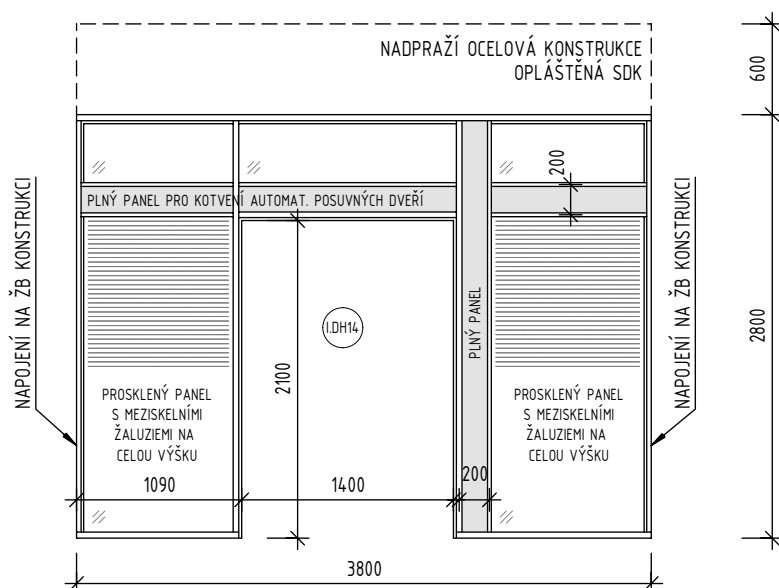 NADPRAŽÍ OCELOVÁ KONSTRUKCE
OPLÁŠTĚNÁ SDK
600
200
PLNÝ PANEL PRO KOTVENÍ AUTOMAT. POSUVNÝCH DVEŘÍ
NAPOJENÍ NA ŽB KONSTRUKCI
I.DH14
2100
PLNÝ PANEL
NAPOJENÍ NA ŽB KONSTRUKCI
2800
PROSKLENÝ PANEL
S MEZISKELNÍMI
ŽALUZIEMI NA
CELOU VÝŠKU
PROSKLENÝ PANEL
S MEZISKELNÍMI
ŽALUZIEMI NA
CELOU VÝŠKU
1090
1400
200
3800